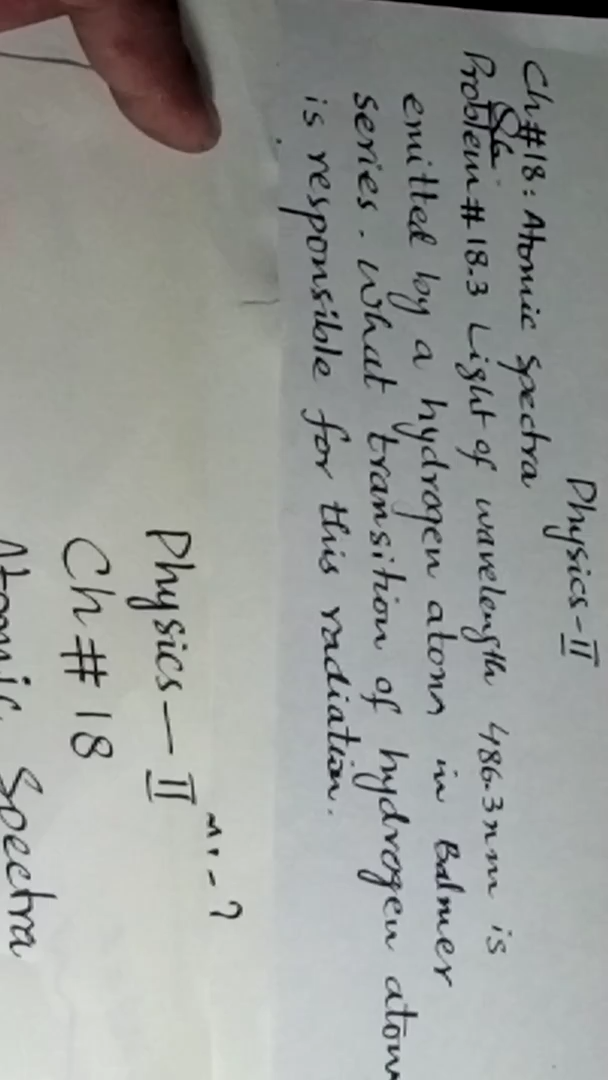 Physics-II
Ch#18: Atomic Spectra
Problem #18.3 Light of wavelength 486.3nm is
emitted by a hydrogen atom in Balmer
series. What transition of hydrogen atom
is responsible for this radiation.
Physics-II
Ch#18
Atomic Spectra